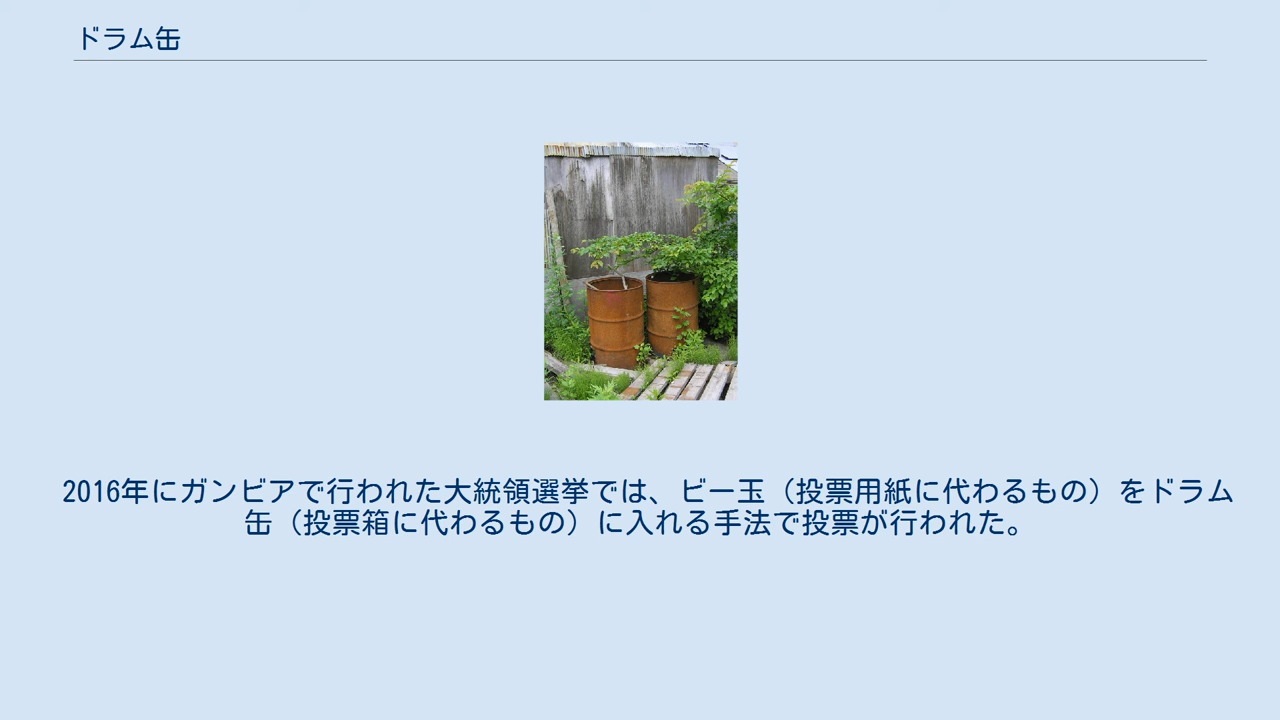 ドラム缶
2016年にガンビアで行われた大統領選挙では、ビー玉（投票用紙に代わるもの）をドラム
缶（投票箱に代わるもの）に入れる手法で投票が行われた。